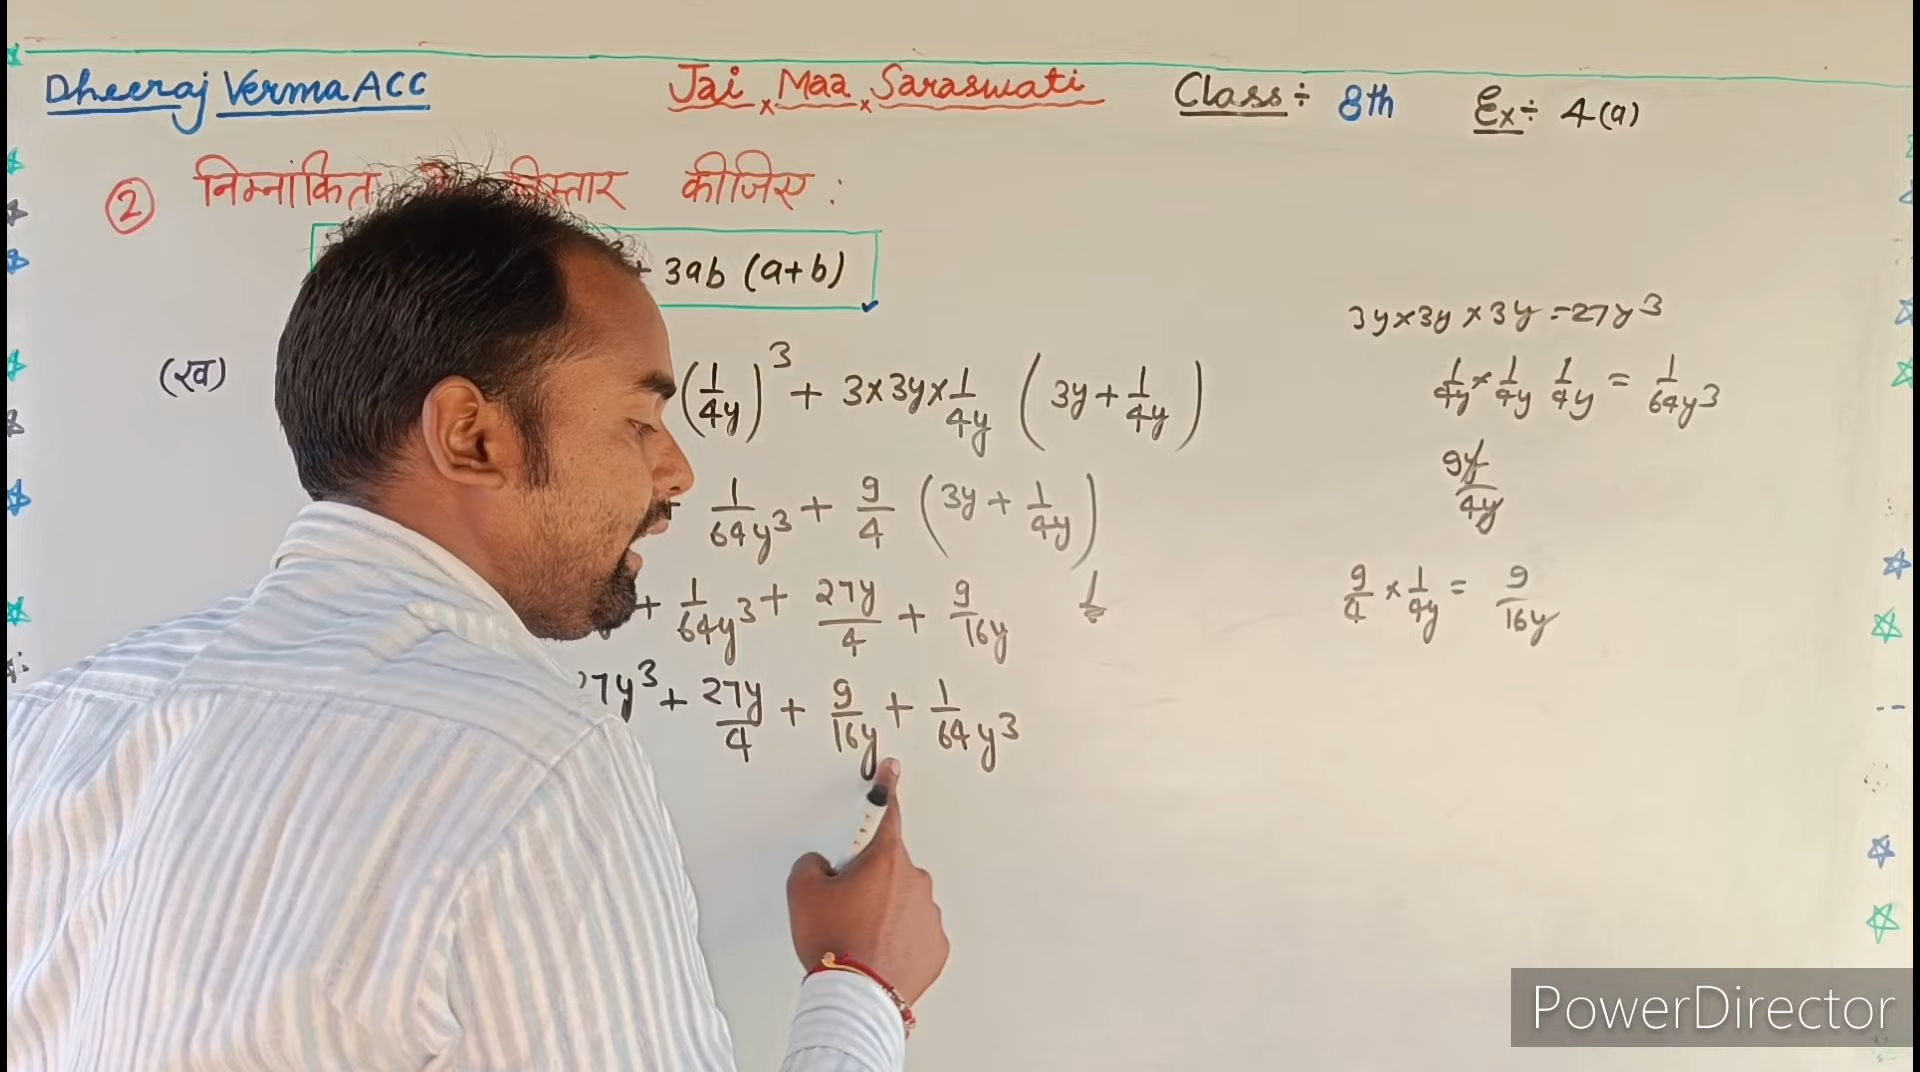 Dheeraj Verma ACC
Jai Maa Saraswati
Class ÷ 8th
Ex ÷ 4(a)
② निम्नांकित विस्तार कीजिए :
+ 3ab (a+b)
(ख) (1/4y)³ + 3×3y×1/4y (3y + 1/4y)
+ 1/64y³ + 9/4 (3y + 1/4y)
+ 1/64y³ + 27y/4 + 9/16y
27y³ + 27y/4 + 9/16y + 1/64y³
3y×3y×3y = 27y³
1/4y × 1/4y 1/4y = 1/64y³
9y/4y
9/4 × 1/4y = 9/16y
PowerDirector